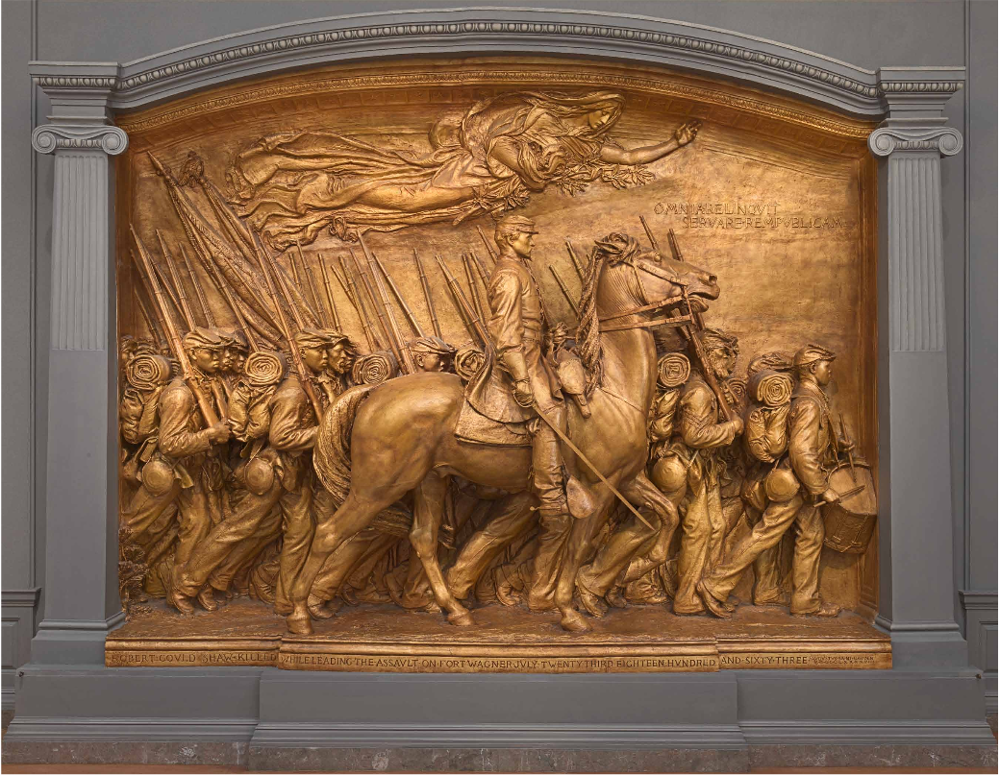 OMNIA RELINQVIT
SERVARE REMPVBLICAM
ROBERT·GOVLD·SHAW·KILLED WHILE LEADING·THE ASSAVLT ON FORT WAGNER·JVLY·TWENTY THIRD EIGHTEEN HVNDRED AND·SIXTY·THREE